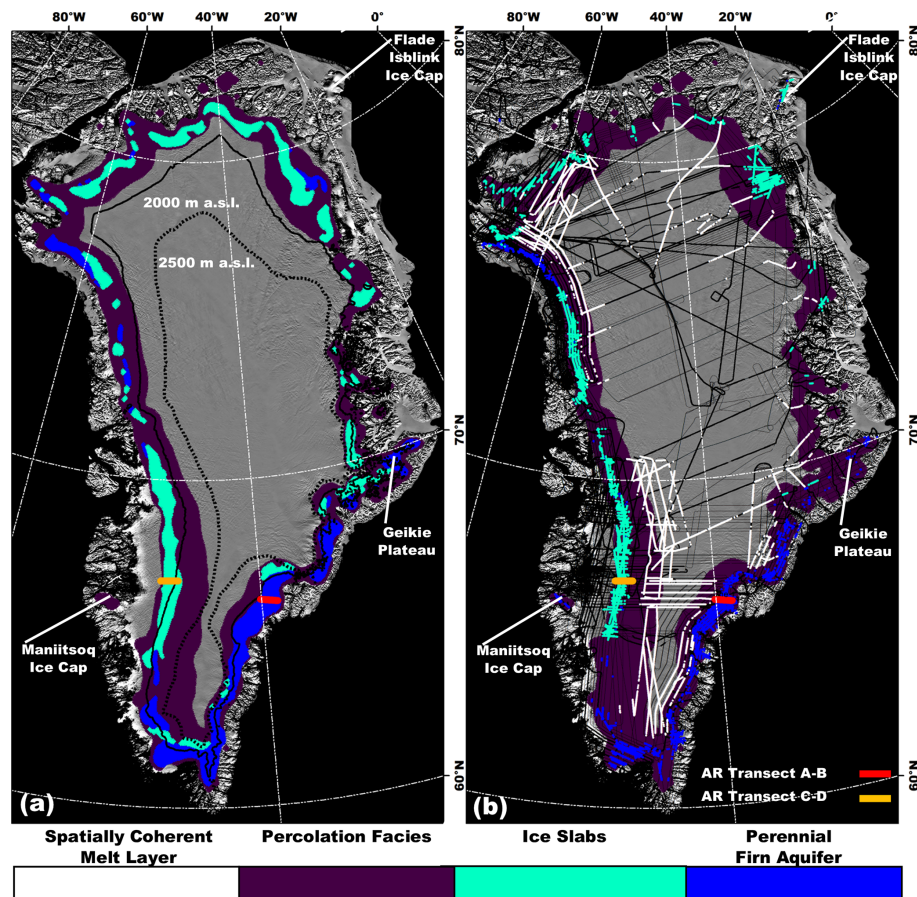 80°W 60°W 40°W 20°W 0° 80°W 60°W 40°W 20°W 0°
80°N
80°N
Flade
Isblink
Ice Cap
Flade
Isblink
Ice Cap
2000 m a.s.l.
2500 m a.s.l.
70°N
70°N
Geikie
Plateau
Geikie
Plateau
Maniitsoq
Ice Cap
Maniitsoq
Ice Cap
60°N
60°N
AR Transect A-B
AR Transect C-D
(a)
(b)
Spatially Coherent
Melt Layer
Percolation Facies
Ice Slabs
Perennial
Firn Aquifer